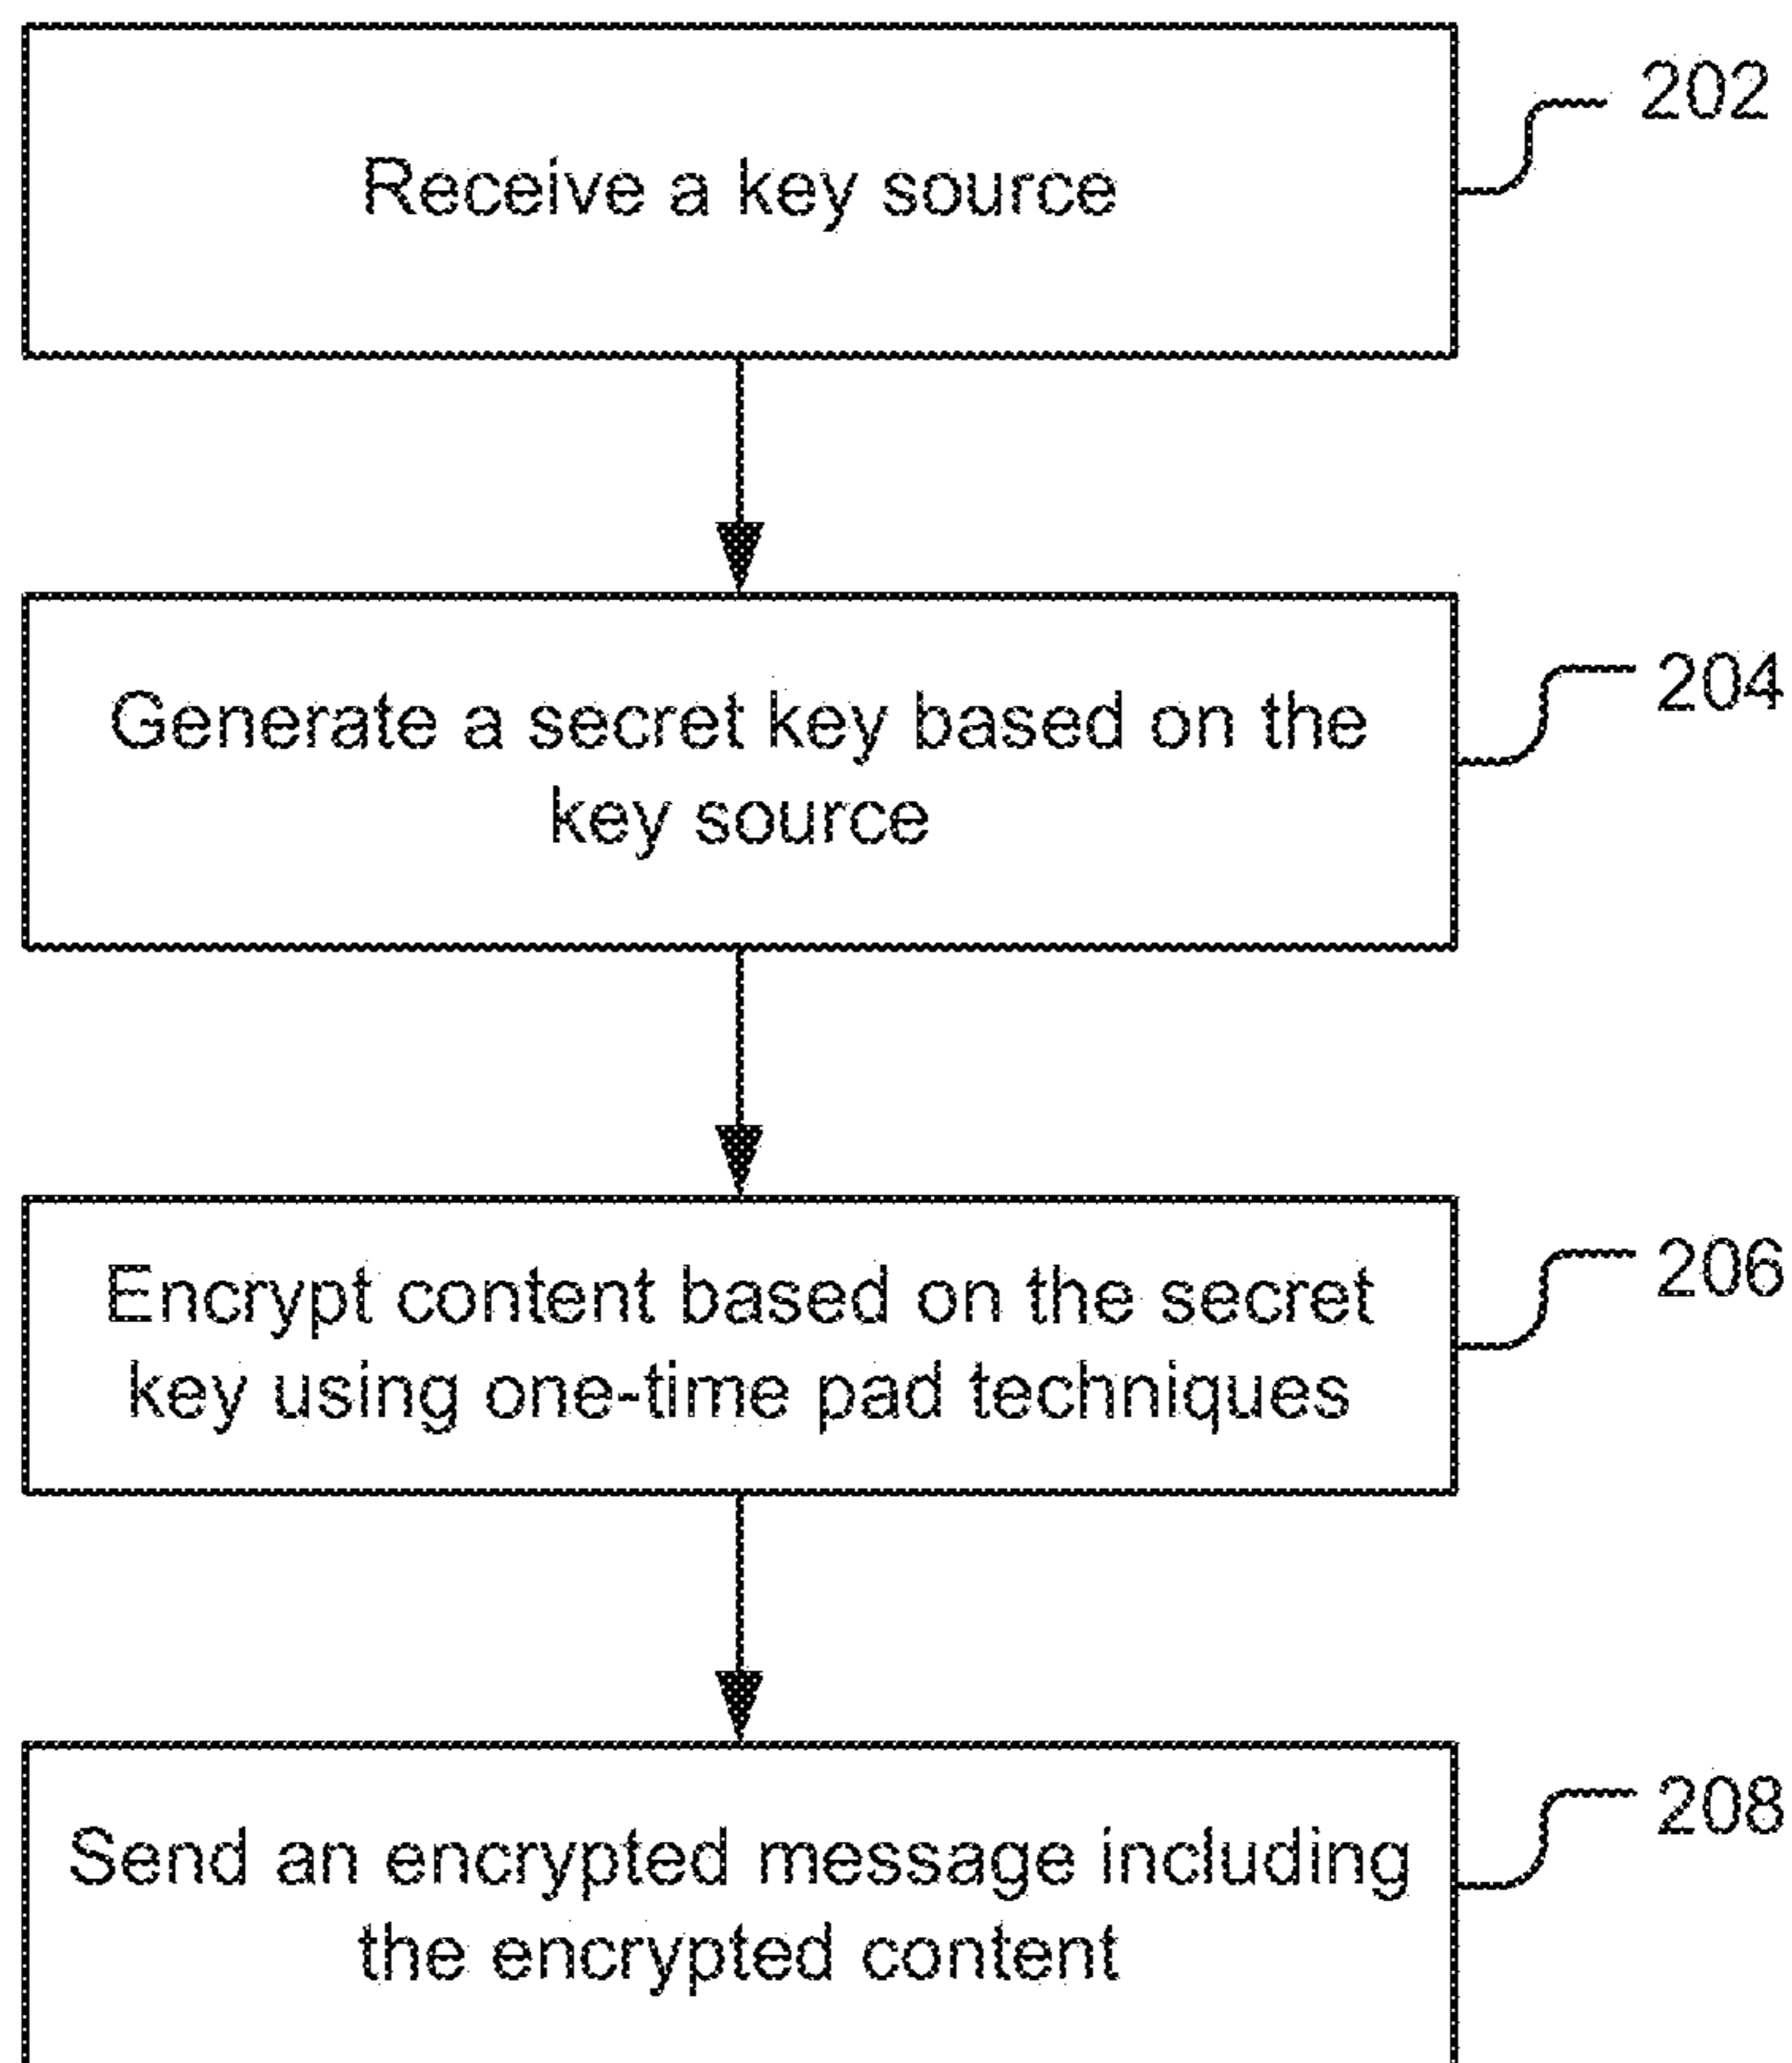 Receive a key source
202
Generate a secret key based on the
key source
204
Encrypt content based on the secret
key using one-time pad techniques
206
Send an encrypted message including
the encrypted content
208